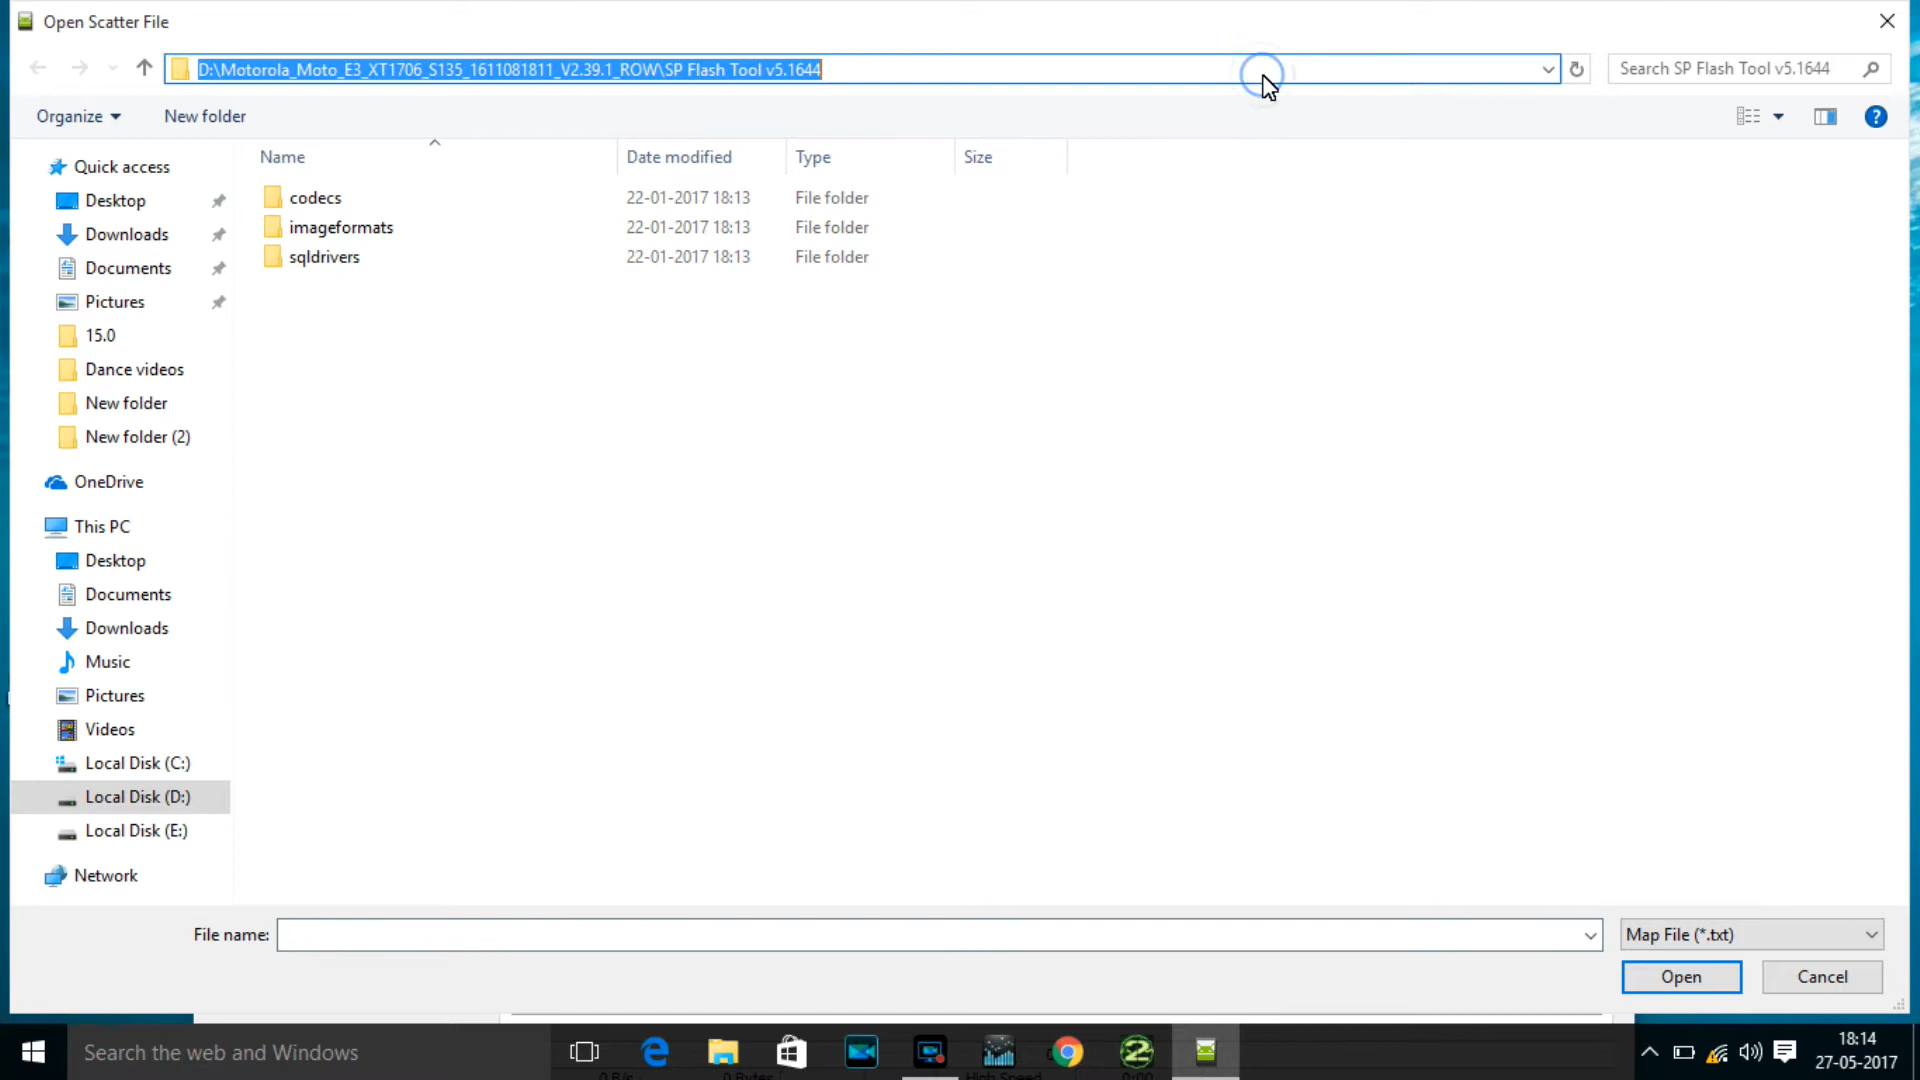 Open Scatter File
D:\Motorola_Moto_E3_XT1706_S135_1611081811_V2.39.1_ROW\SP Flash Tool v5.1644
Search SP Flash Tool v5.1644
Organize
New folder
Name
Date modified
Type
Size
codecs
22-01-2017 18:13
File folder
imageformats
22-01-2017 18:13
File folder
sqldrivers
22-01-2017 18:13
File folder
Quick access
Desktop
Downloads
Documents
Pictures
15.0
Dance videos
New folder
New folder (2)
OneDrive
This PC
Desktop
Documents
Downloads
Music
Pictures
Videos
Local Disk (C:)
Local Disk (D:)
Local Disk (E:)
Network
File name:
Map File (*.txt)
Open
Cancel
Search the web and Windows
18:14
27-05-2017